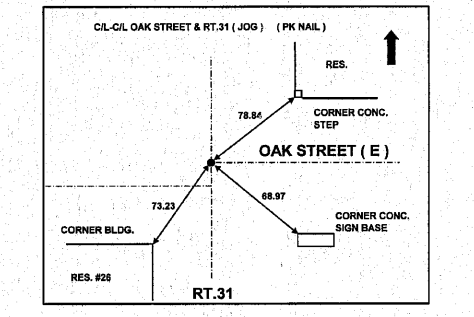 C/L-C/L OAK STREET & RT.31 ( JOG ) ( PK NAIL )
RES.
78.84
CORNER CONC.
STEP
OAK STREET ( E )
73.23
68.97
CORNER BLDG.
CORNER CONC.
SIGN BASE
RES. #26
RT.31